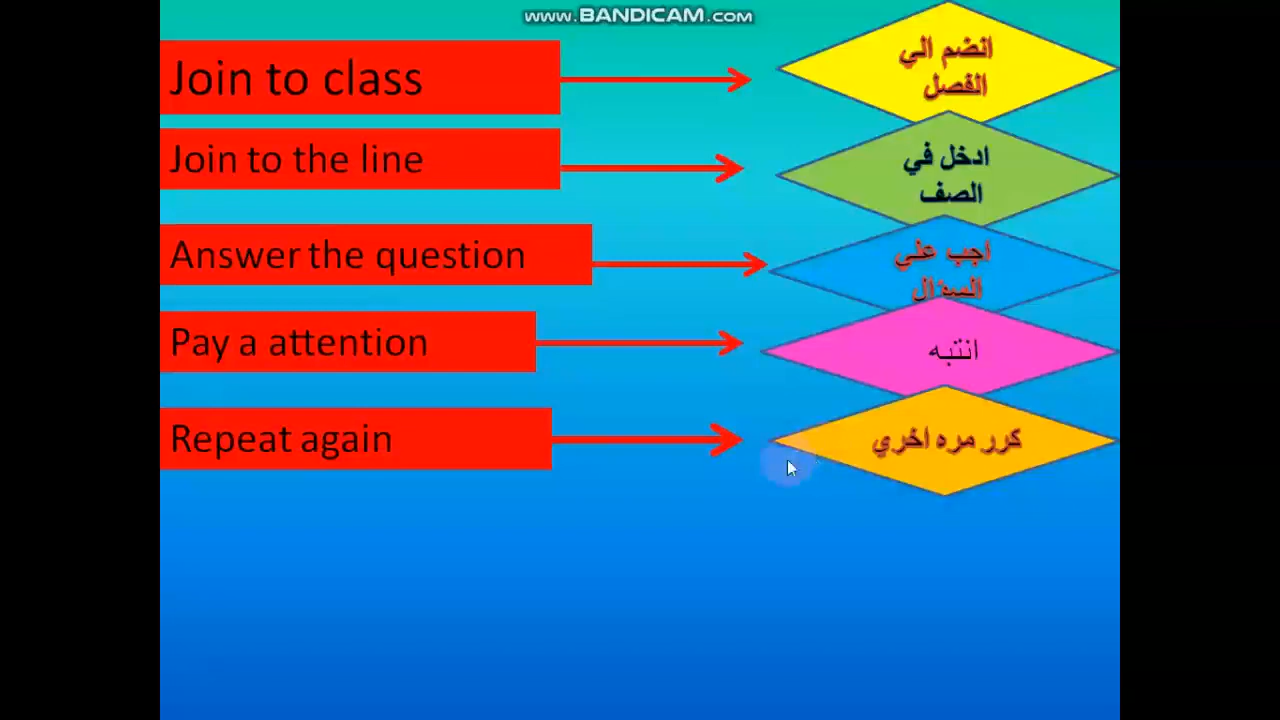 www.BANDICAM.com
Join to class
انضم الي
الفصل
Join to the line
ادخل في
الصف
Answer the question
اجب علي
السؤال
Pay a attention
انتبه
Repeat again
كرر مره اخري